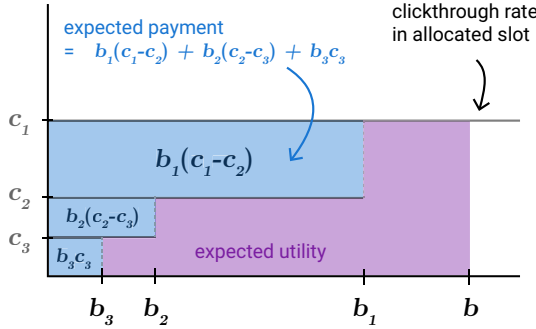 expected payment
= b₁(c₁-c₂) + b₂(c₂-c₃) + b₃c₃
clickthrough rate
in allocated slot
c₁
b₁(c₁-c₂)
c₂
b₂(c₂-c₃)
c₃
b₃c₃
expected utility
b₃
b₂
b₁
b